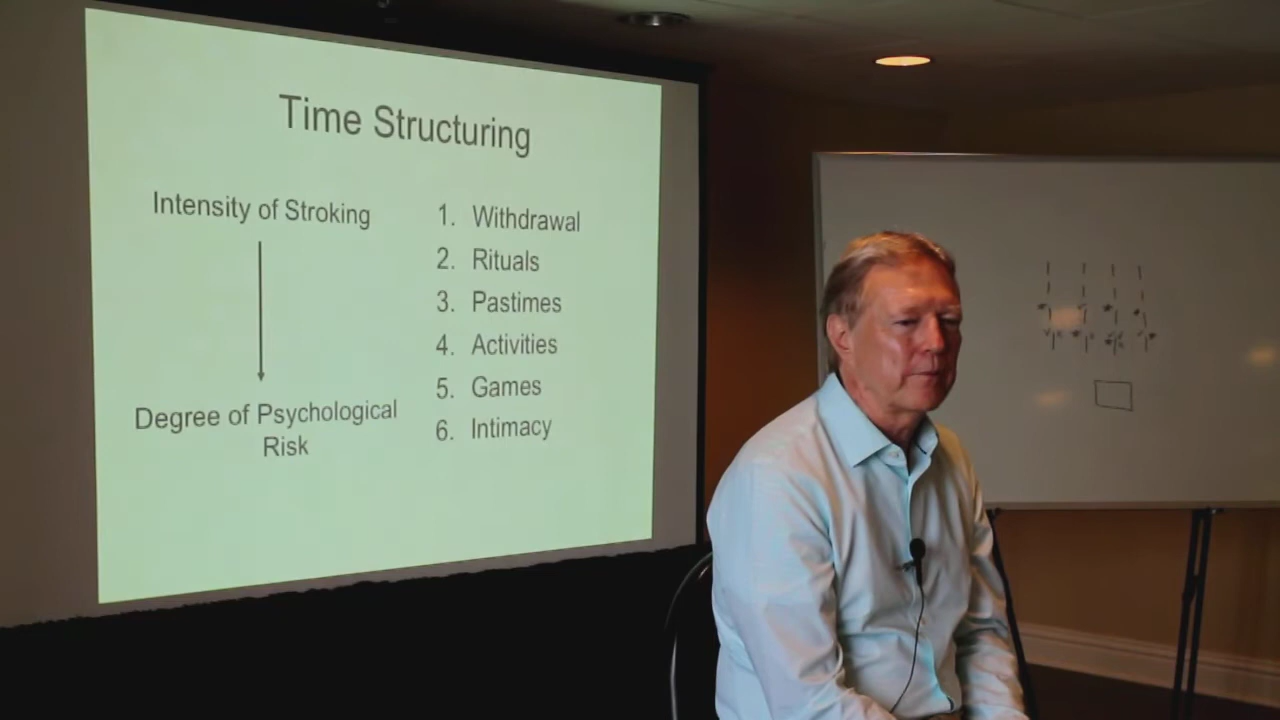 Time Structuring
Intensity of Stroking
Degree of Psychological
Risk
1. Withdrawal
2. Rituals
3. Pastimes
4. Activities
5. Games
6. Intimacy